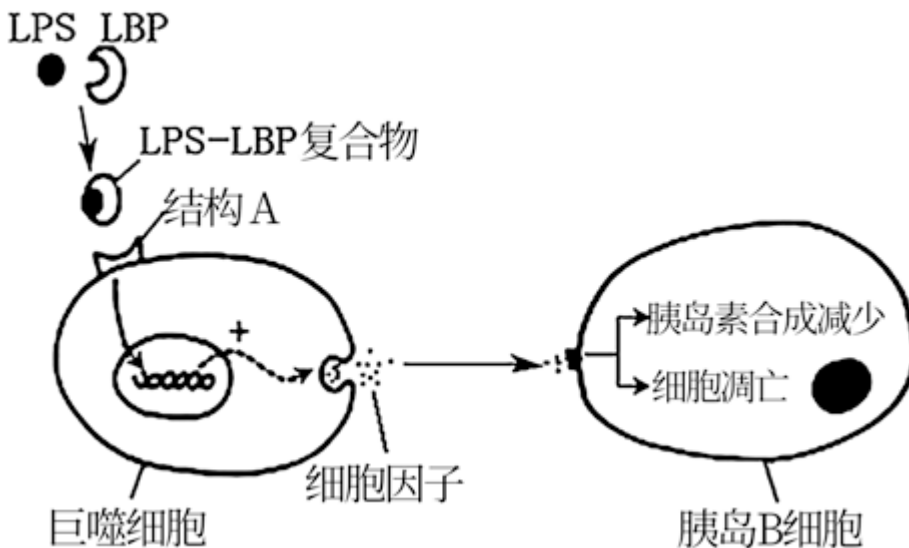 LPS LBP
LPS-LBP复合物
结构A
+
胰岛素合成减少
细胞凋亡
细胞因子
巨噬细胞
胰岛B细胞